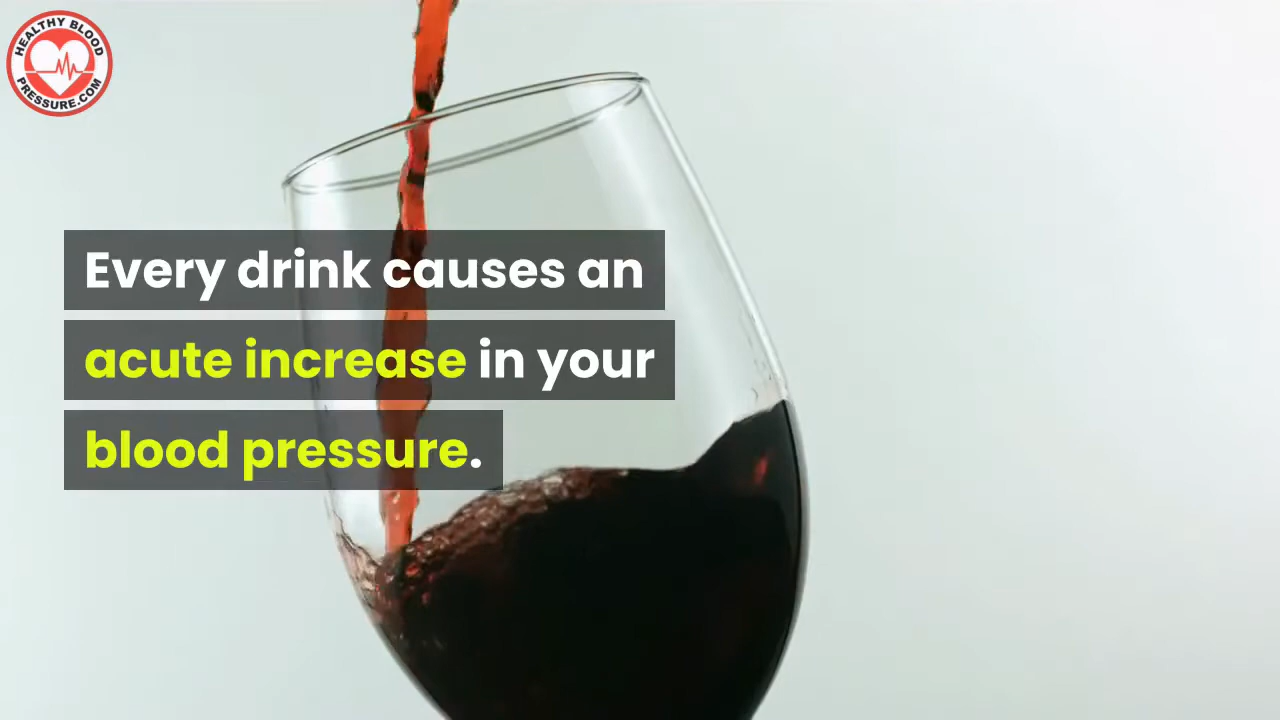 HEALTHY BLOOD
PRESSURE.COM
Every drink causes an
acute increase in your
blood pressure.